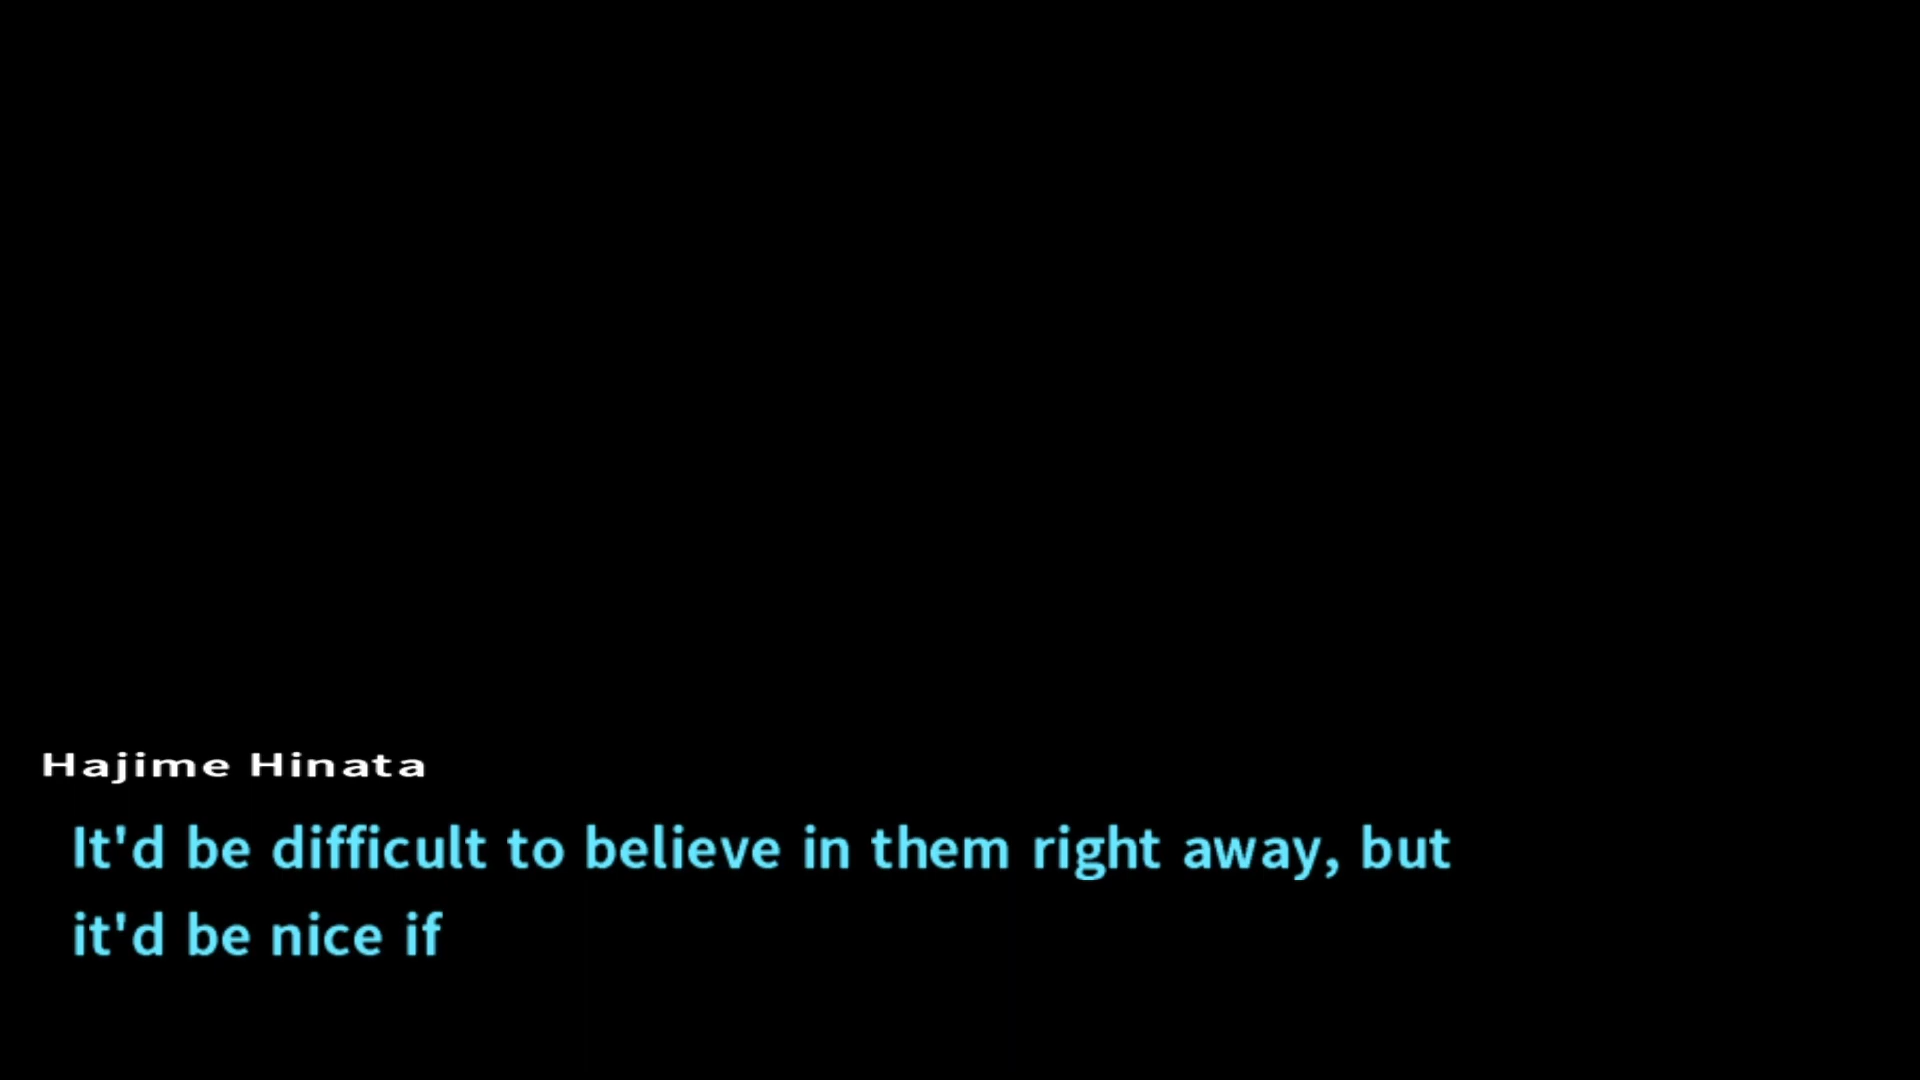 Hajime Hinata
It'd be difficult to believe in them right away, but
it'd be nice if